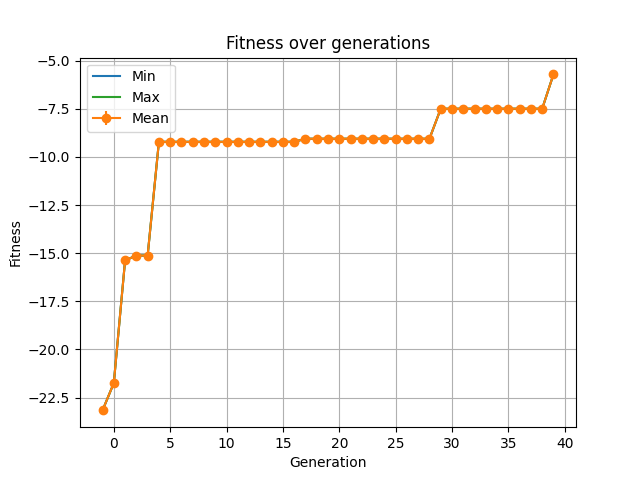 Fitness over generations
Min
Max
Mean
−5.0
−7.5
−10.0
−12.5
−15.0
−17.5
−20.0
−22.5
Fitness
0 5 10 15 20 25 30 35 40
Generation